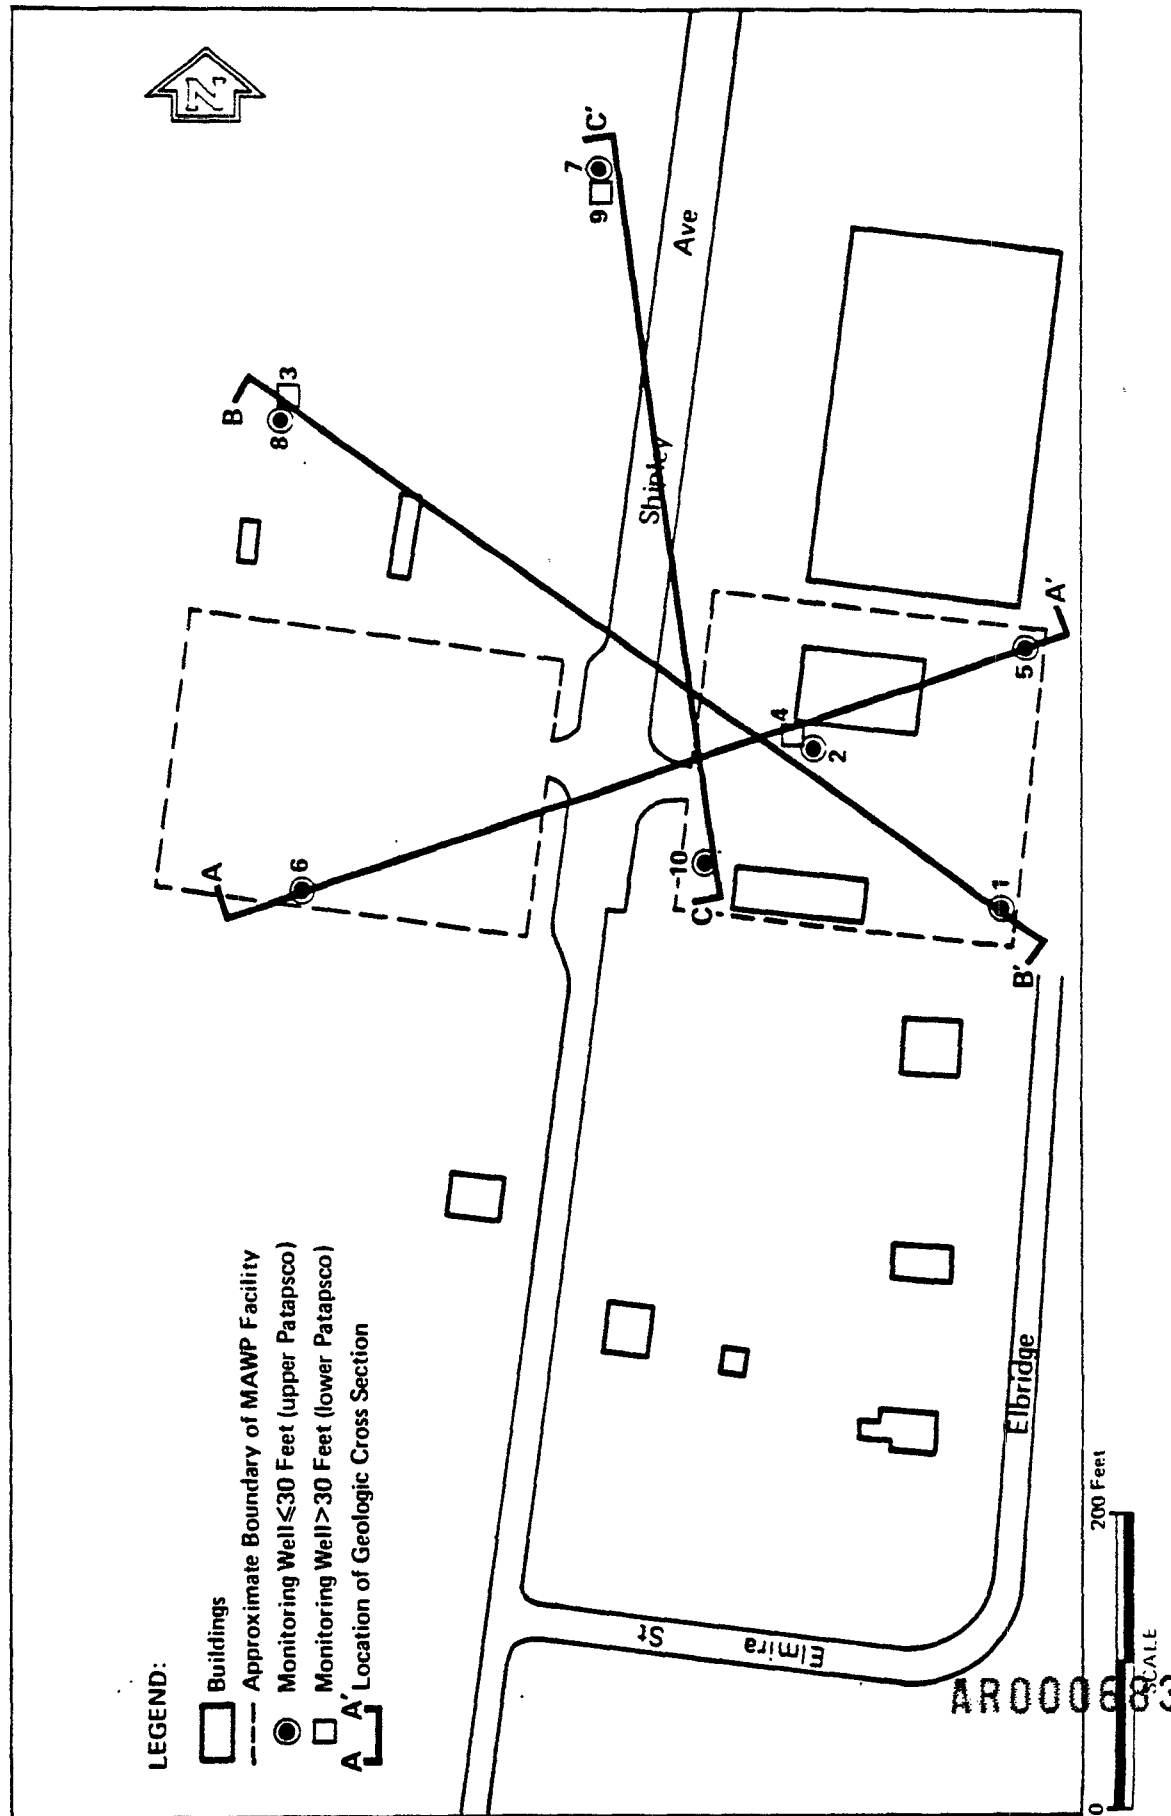 N
A
6
B
8
3
9
7
C'
Shipley
Ave
C
10
4
2
B'
1
5
A'
LEGEND:
Buildings
Approximate Boundary of MAWP Facility
Monitoring Well≤30 Feet (upper Patapsco)
Monitoring Well>30 Feet (lower Patapsco)
A A' Location of Geologic Cross Section
Elmira St
Elbridge
0 200 Feet
SCALE